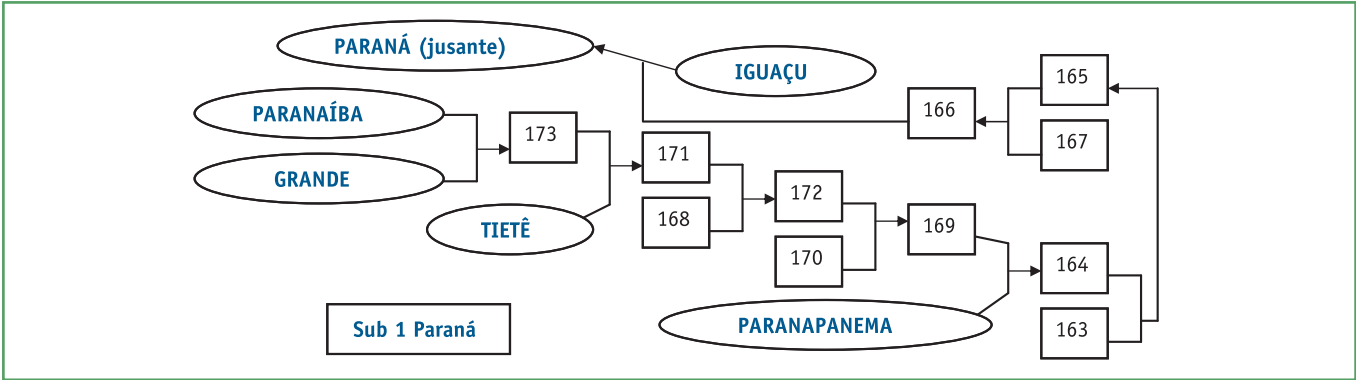 PARANÁ (jusante)
IGUAÇU
165
PARANAÍBA
166
173
167
171
GRANDE
172
168
TIETÊ
169
170
164
PARANAPANEMA
Sub 1 Paraná
163